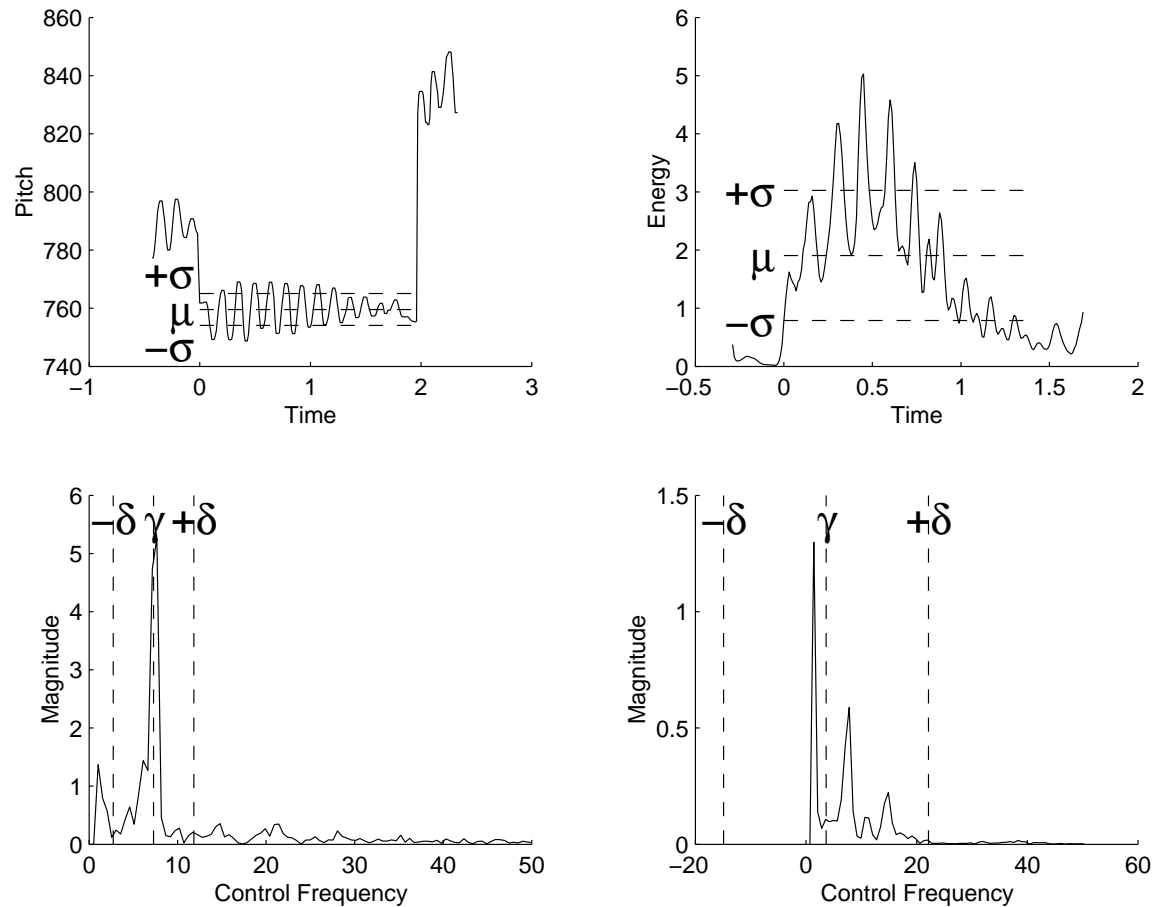 860
840
820
800
780
760
740
Pitch
+σ
μ
−σ
−1
0
1
2
3
Time
6
5
4
3
2
1
0
Energy
+σ
μ
−σ
−0.5
0
0.5
1
1.5
2
Time
6
5
4
3
2
1
0
Magnitude
−δ γ +δ
0
10
20
30
40
50
Control Frequency
1.5
1
0.5
0
Magnitude
−δ γ +δ
−20
0
20
40
60
Control Frequency